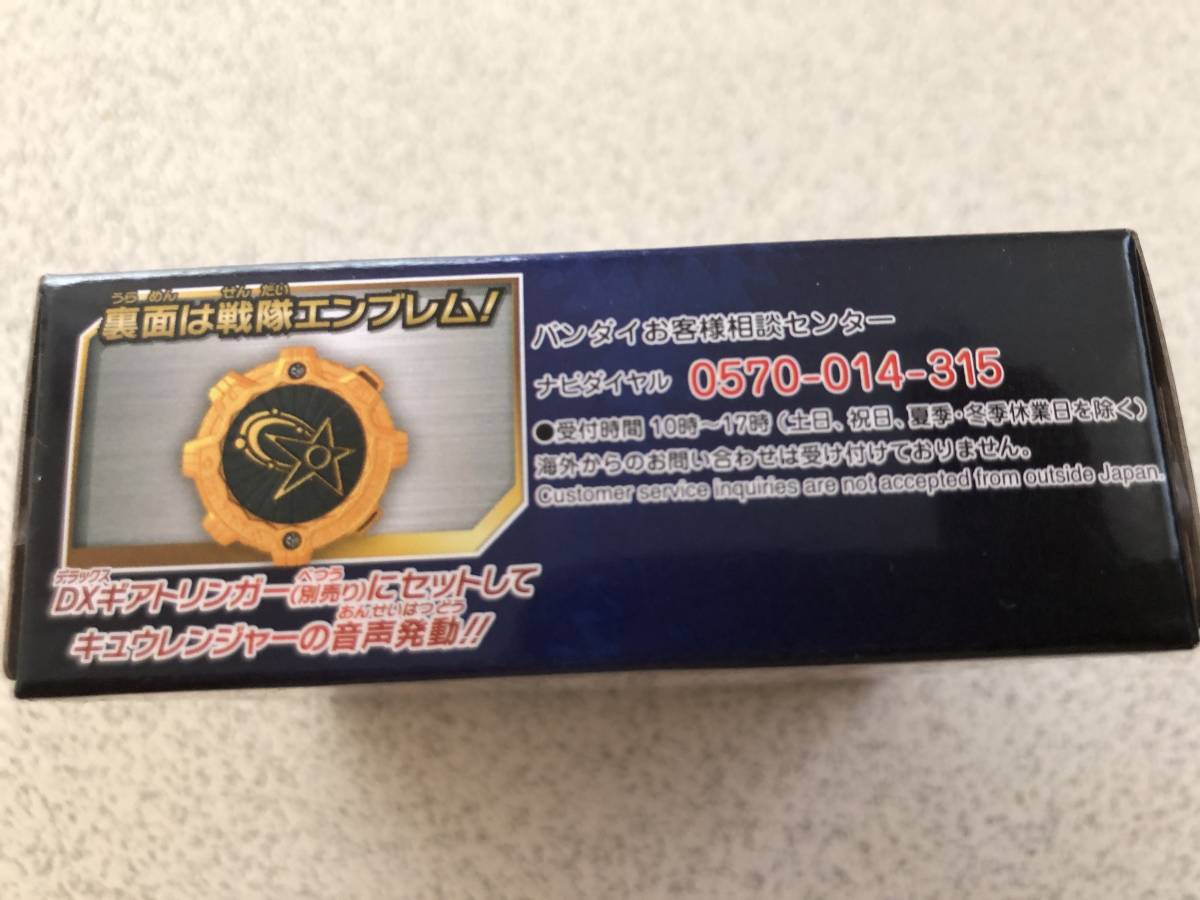 うらめん せんたい
裏面は戦隊エンブレム!
デラックス べつう
DXギアトリンガー(別売り)にセットして
おんせいはつどう
キュウレンジャーの音声発動!!
バンダイお客様相談センター
ナビダイヤル 0570-014-315
●受付時間 10時〜17時(土日、祝日、夏季・冬季休業日を除く)
海外からのお問い合わせは受け付けておりません。
Customer service inquiries are not accepted from outside Japan.